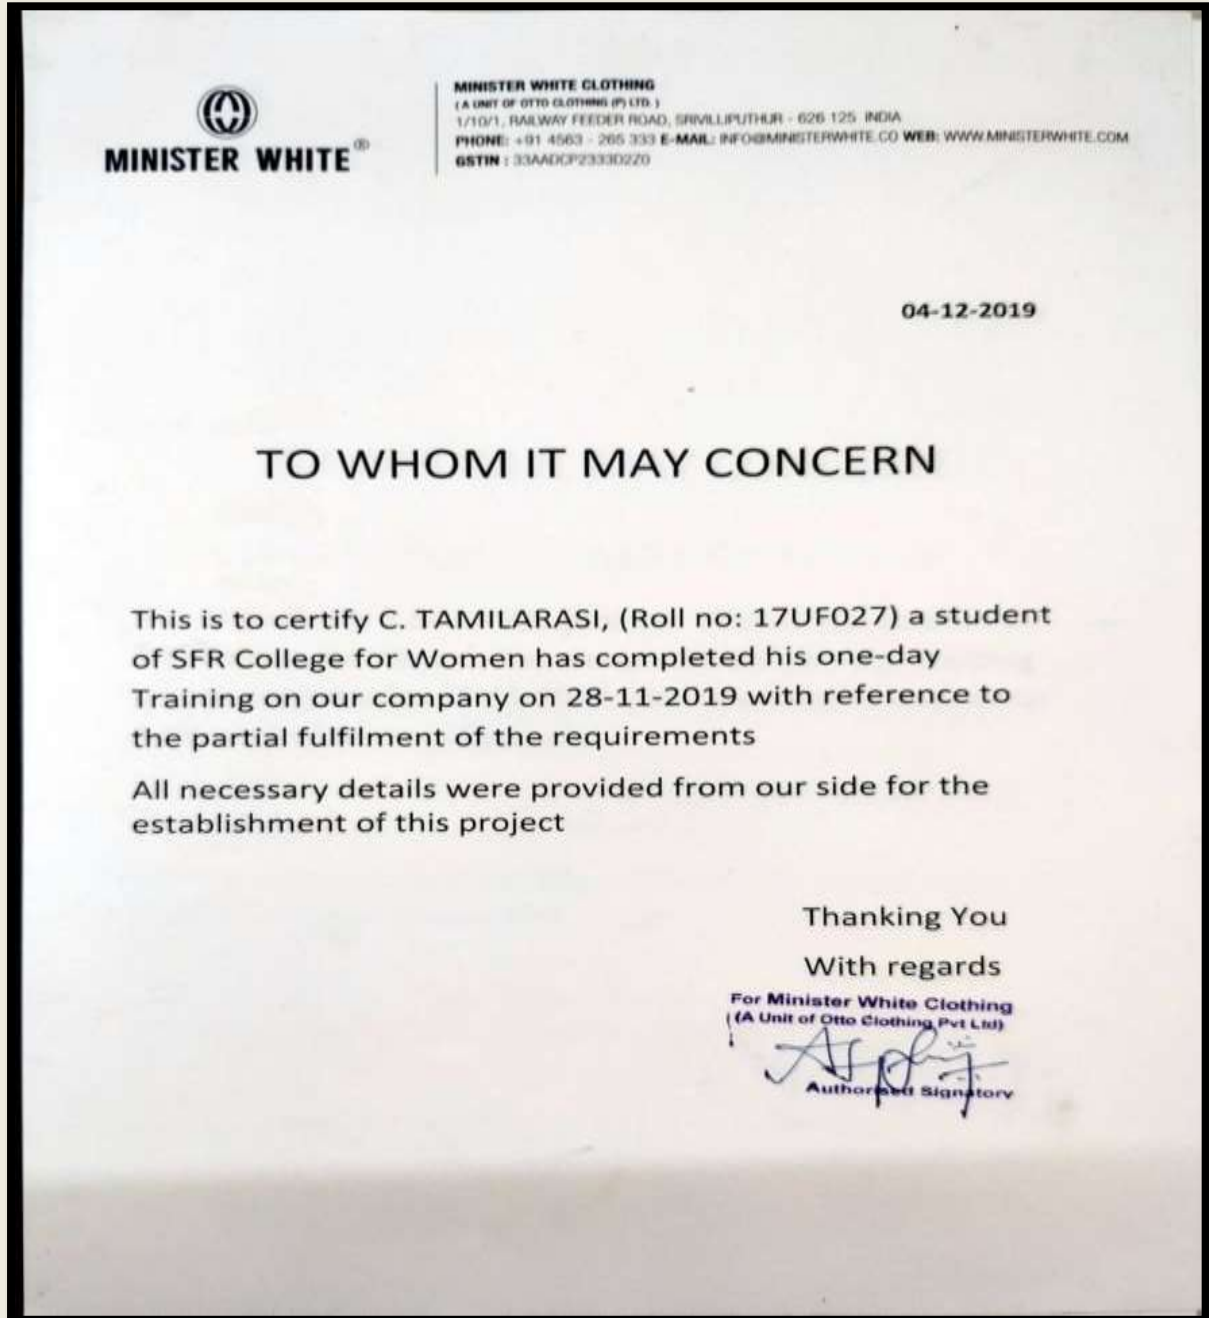 MINISTER WHITE®
MINISTER WHITE CLOTHING
( A UNIT OF OTTO CLOTHING (P) LTD. )
1/10/1, RAILWAY FEEDER ROAD, SRIVILLIPUTHUR - 626 125 INDIA
PHONE: +91 4563 - 265 333 E-MAIL: INFO@MINISTERWHITE.CO WEB: WWW.MINISTERWHITE.COM
GSTIN : 33AADCP2333D2Z0
04-12-2019
TO WHOM IT MAY CONCERN
This is to certify C. TAMILARASI, (Roll no: 17UF027) a student
of SFR College for Women has completed his one-day
Training on our company on 28-11-2019 with reference to
the partial fulfilment of the requirements
All necessary details were provided from our side for the
establishment of this project
Thanking You
With regards
For Minister White Clothing
(A Unit of Otto Clothing Pvt Ltd)
Authorised Signatory